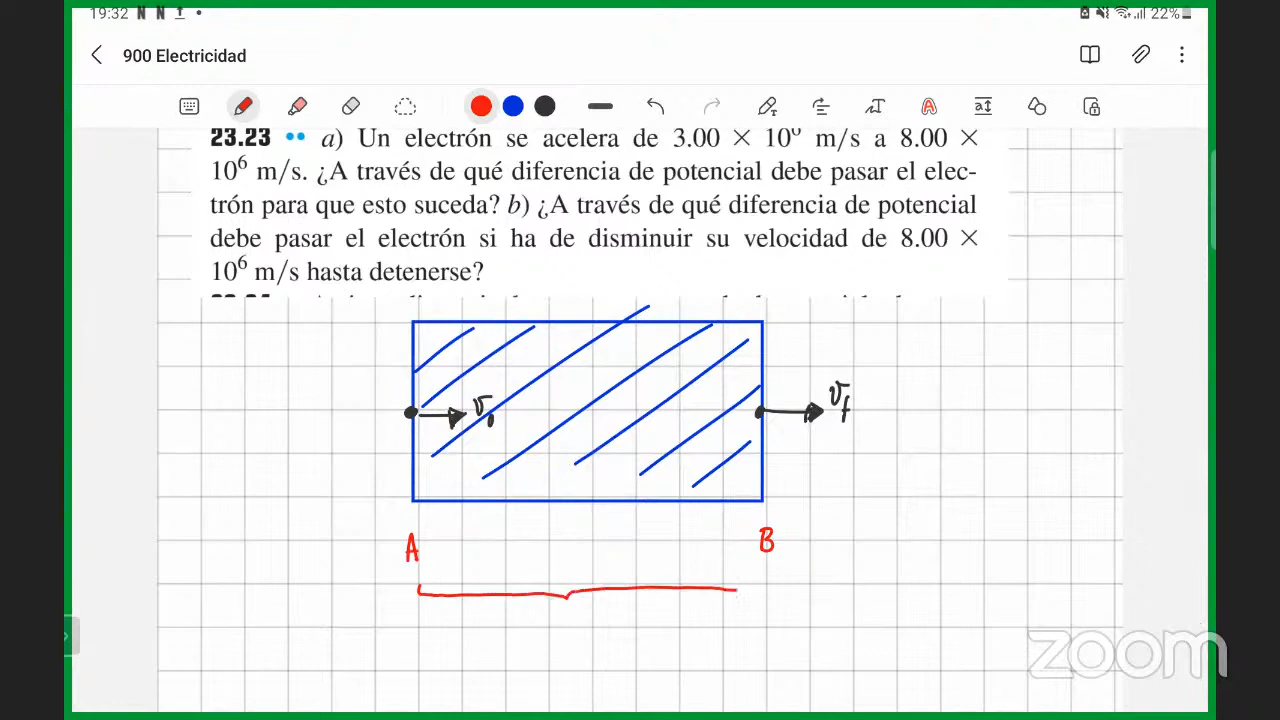 19:32 N N 22%
900 Electricidad
23.23 •• a) Un electrón se acelera de 3.00 × 10⁶ m/s a 8.00 ×
10⁶ m/s. ¿A través de qué diferencia de potencial debe pasar el elec-
trón para que esto suceda? b) ¿A través de qué diferencia de potencial
debe pasar el electrón si ha de disminuir su velocidad de 8.00 ×
10⁶ m/s hasta detenerse?
v₀
v_f
A
B
zoom